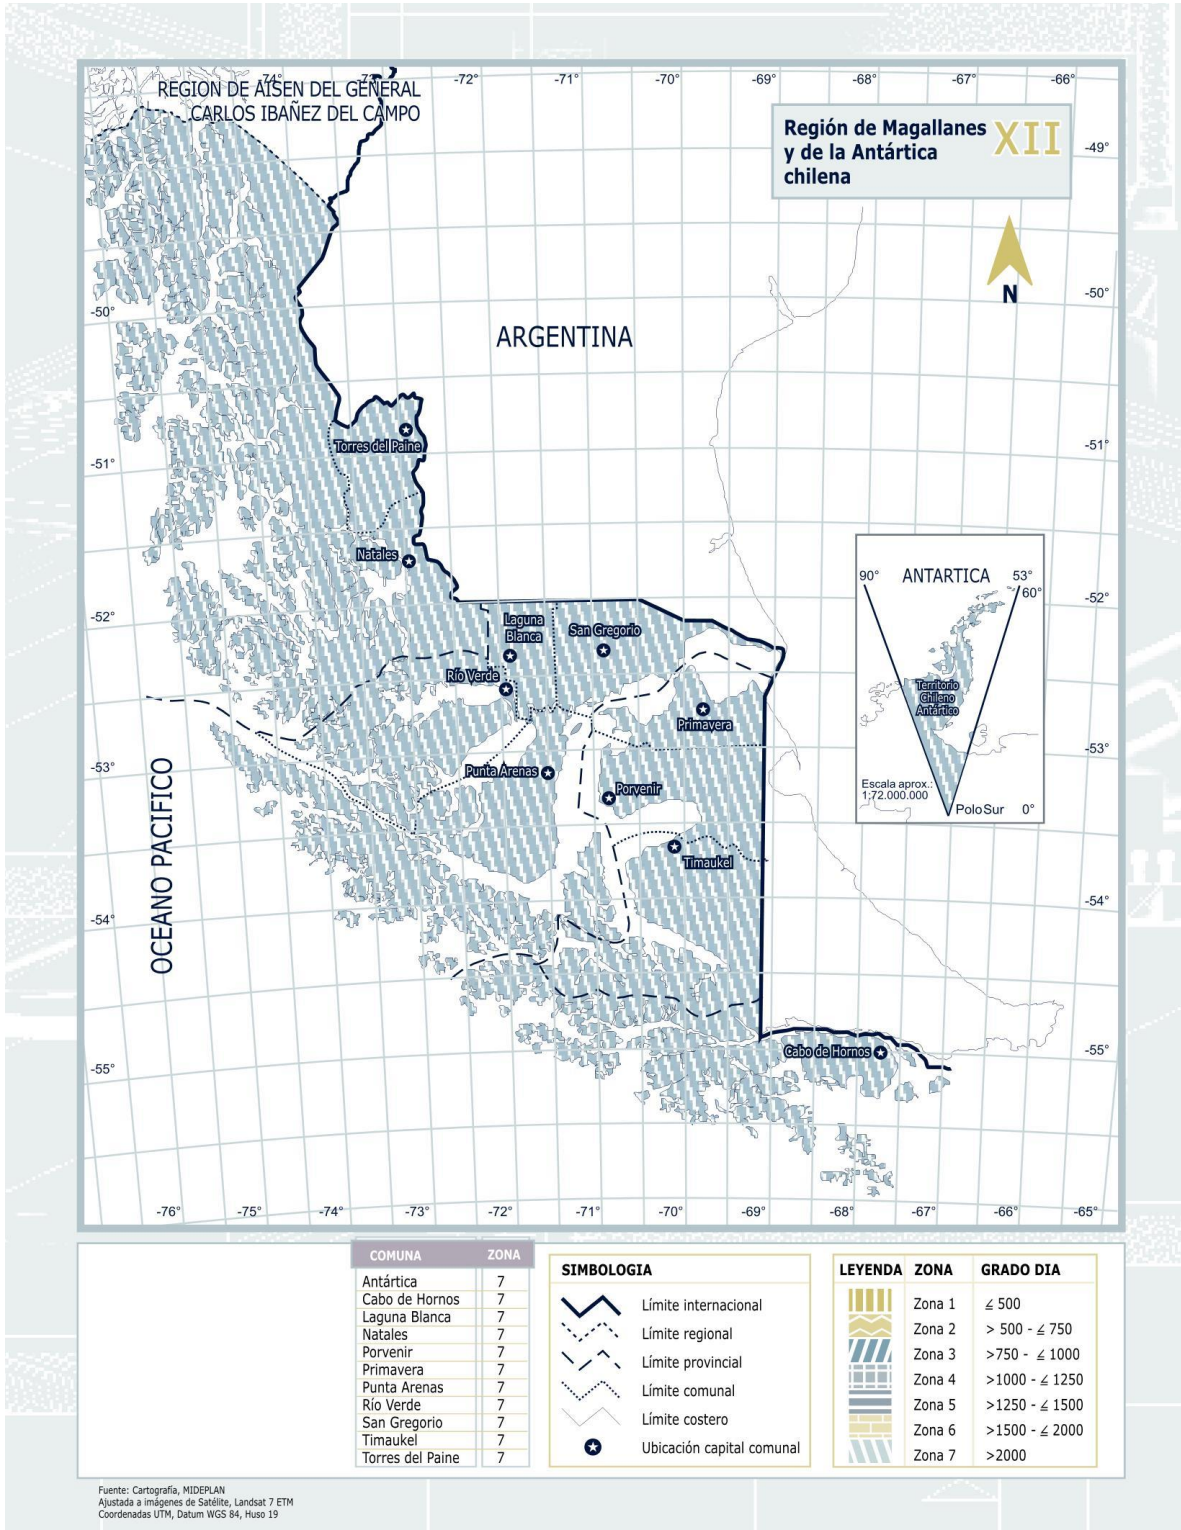 -74°
-73°
-72°
-71°
-70°
-69°
-68°
-67°
-66°
REGION DE AISEN DEL GENERAL
CARLOS IBAÑEZ DEL CAMPO
Región de Magallanes
y de la Antártica
chilena
XII
-49°
N
-50°
-50°
ARGENTINA
Torres del Paine
-51°
-51°
Natales
ANTARTICA
90°
53°
60°
-52°
-52°
Laguna
Blanca
San Gregorio
Río Verde
Territorio
Chileno
Antártico
Primavera
-53°
-53°
Punta Arenas
Porvenir
Escala aprox.:
1:72.000.000
Polo Sur
0°
OCEANO PACIFICO
Timaukel
-54°
-54°
Cabo de Hornos
-55°
-55°
-76°
-75°
-74°
-73°
-72°
-71°
-70°
-69°
-68°
-67°
-66°
-65°
COMUNA ZONA
Antártica 7
Cabo de Hornos 7
Laguna Blanca 7
Natales 7
Porvenir 7
Primavera 7
Punta Arenas 7
Río Verde 7
San Gregorio 7
Timaukel 7
Torres del Paine 7
SIMBOLOGIA
Límite internacional
Límite regional
Límite provincial
Límite comunal
Límite costero
Ubicación capital comunal
LEYENDA ZONA GRADO DIA
Zona 1 ≤ 500
Zona 2 > 500 - ≤ 750
Zona 3 >750 - ≤ 1000
Zona 4 >1000 - ≤ 1250
Zona 5 >1250 - ≤ 1500
Zona 6 >1500 - ≤ 2000
Zona 7 >2000
Fuente: Cartografía, MIDEPLAN
Ajustada a imágenes de Satélite, Landsat 7 ETM
Coordenadas UTM, Datum WGS 84, Huso 19